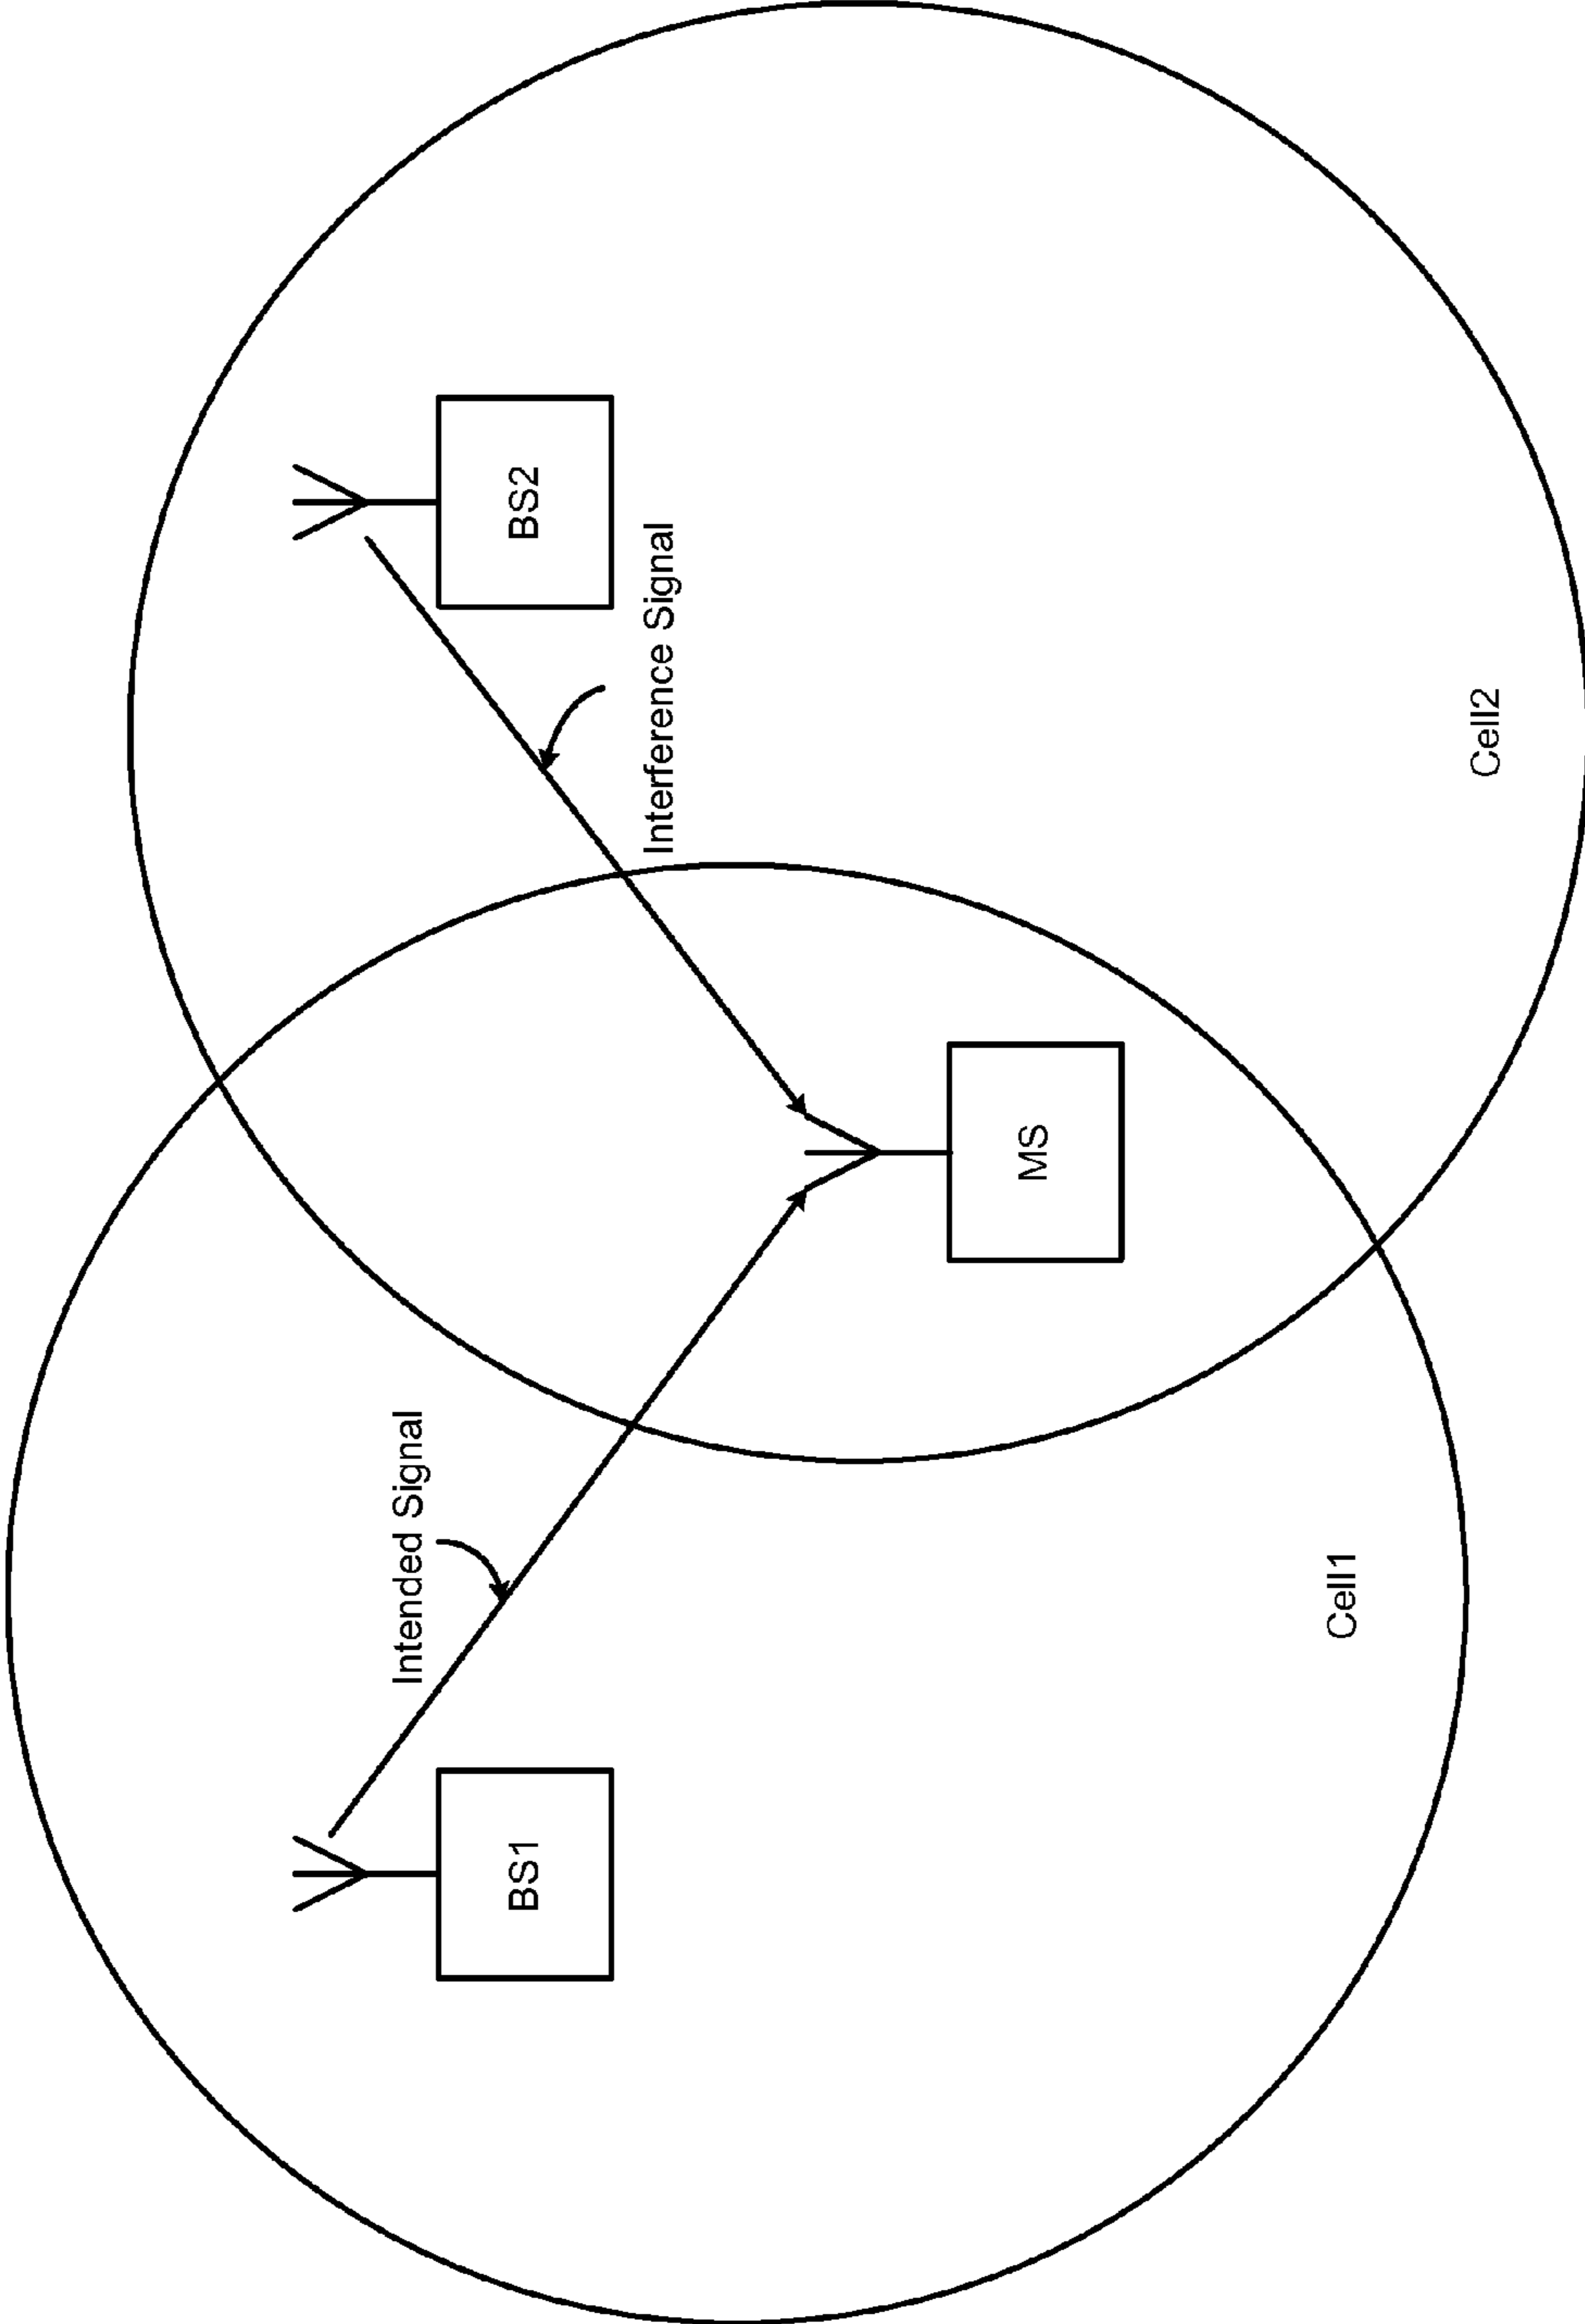 Intended Signal
BS1
BS2
Interference Signal
MS
Cell1
Cell2